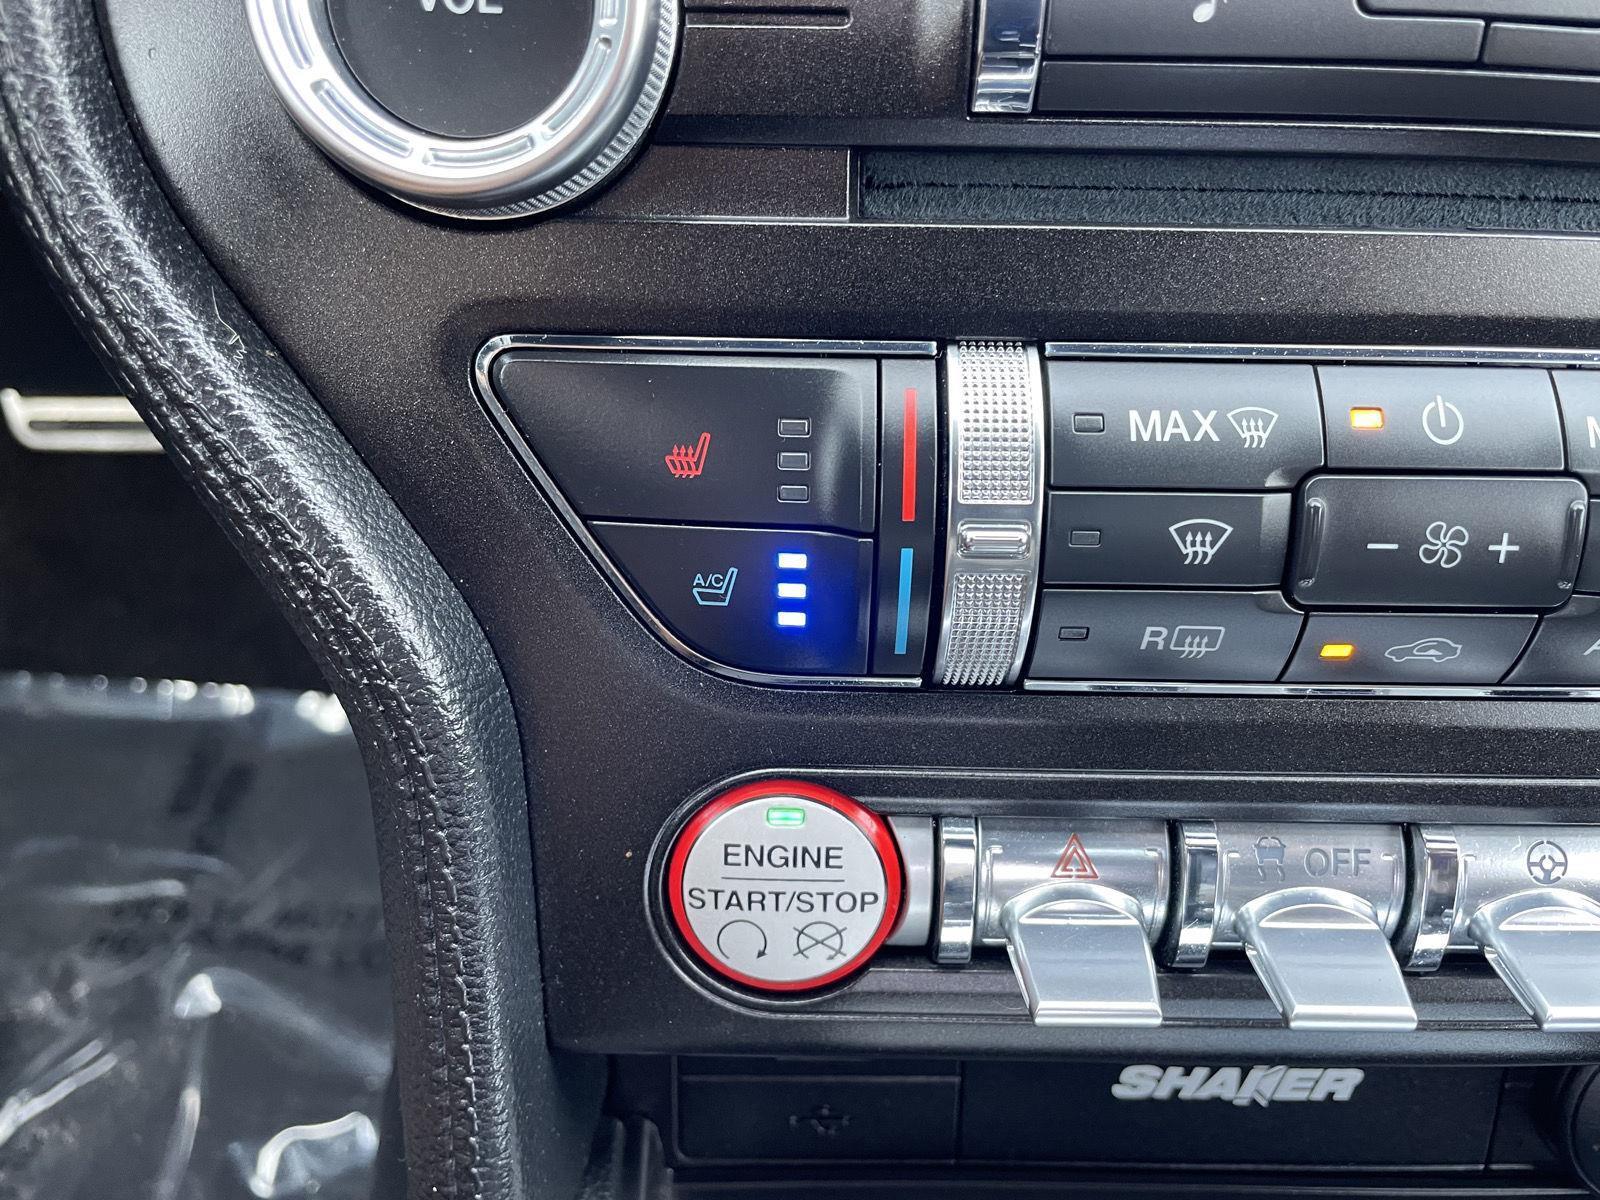 VOL
MAX
A/C
- +
R
ENGINE
START/STOP
OFF
SHAKER